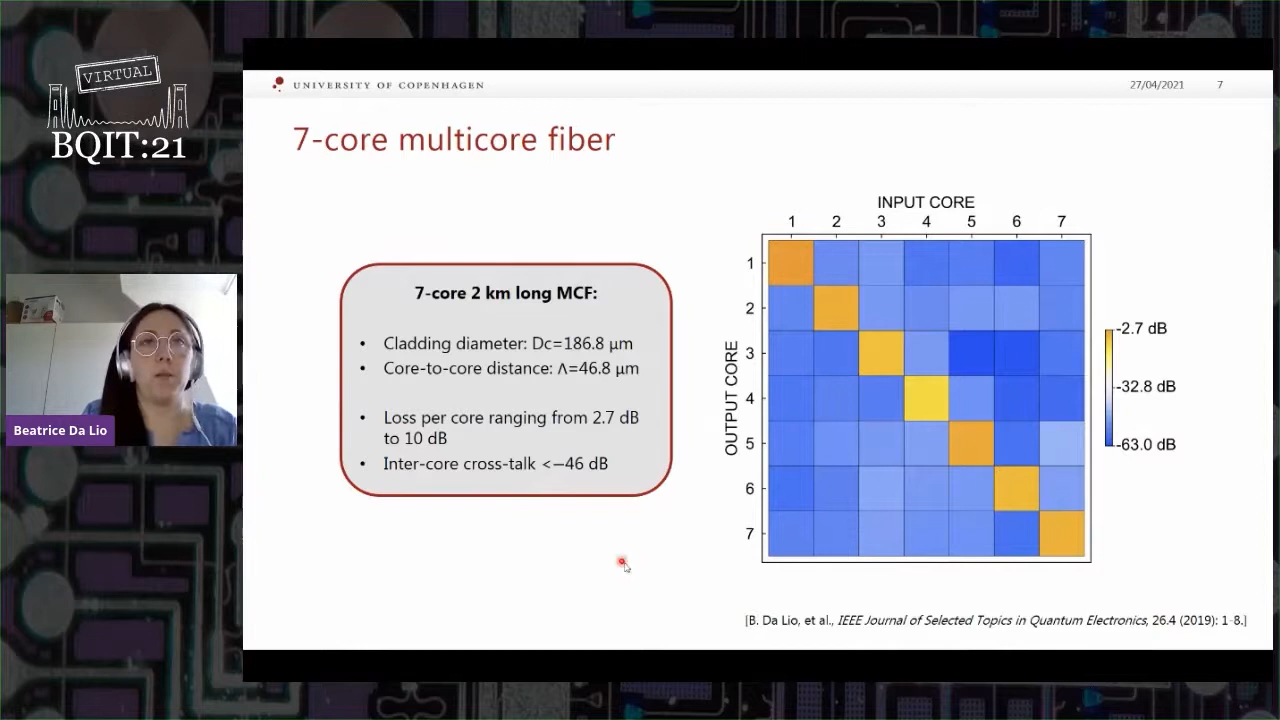 VIRTUAL
BQIT:21
Beatrice Da Lio
UNIVERSITY OF COPENHAGEN
27/04/2021
7
7-core multicore fiber
7-core 2 km long MCF:
• Cladding diameter: Dc=186.8 μm
• Core-to-core distance: Λ=46.8 μm
• Loss per core ranging from 2.7 dB
to 10 dB
• Inter-core cross-talk <−46 dB
INPUT CORE
1 2 3 4 5 6 7
OUTPUT CORE
1
2
3
4
5
6
7
-2.7 dB
-32.8 dB
-63.0 dB
[B. Da Lio, et al., IEEE Journal of Selected Topics in Quantum Electronics, 26.4 (2019): 1-8.]